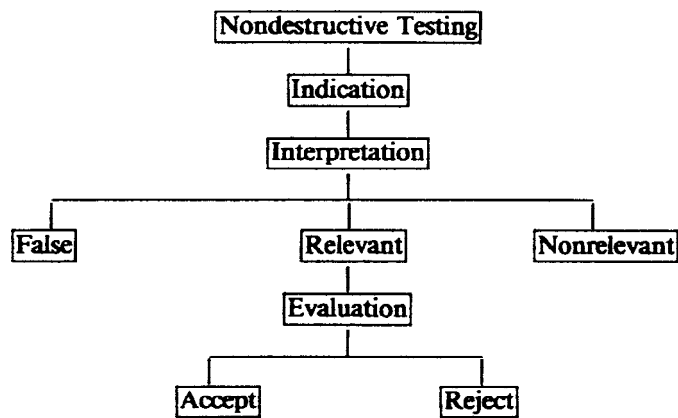 Nondestructive Testing
Indication
Interpretation
False
Relevant
Nonrelevant
Evaluation
Accept
Reject